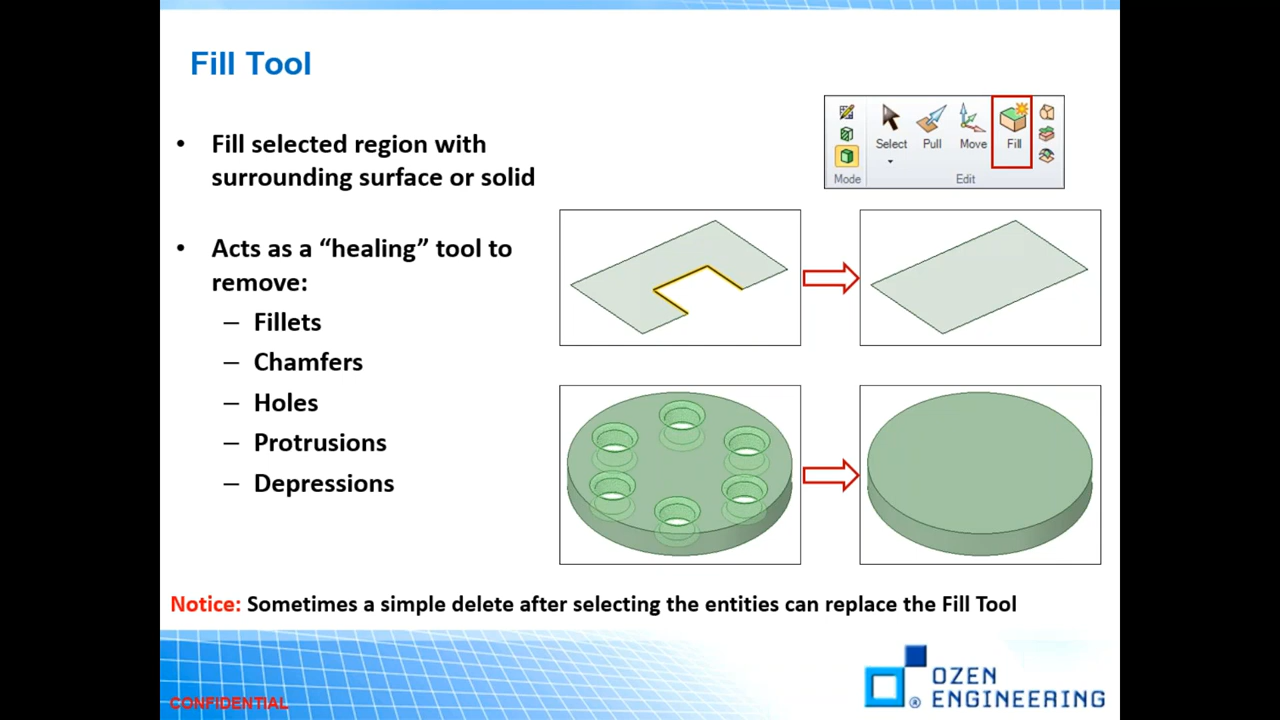 Fill Tool
• Fill selected region with
surrounding surface or solid
• Acts as a “healing” tool to
remove:
– Fillets
– Chamfers
– Holes
– Protrusions
– Depressions
Select
Pull
Move
Fill
Mode
Edit
Notice: Sometimes a simple delete after selecting the entities can replace the Fill Tool
CONFIDENTIAL
® OZEN
ENGINEERING